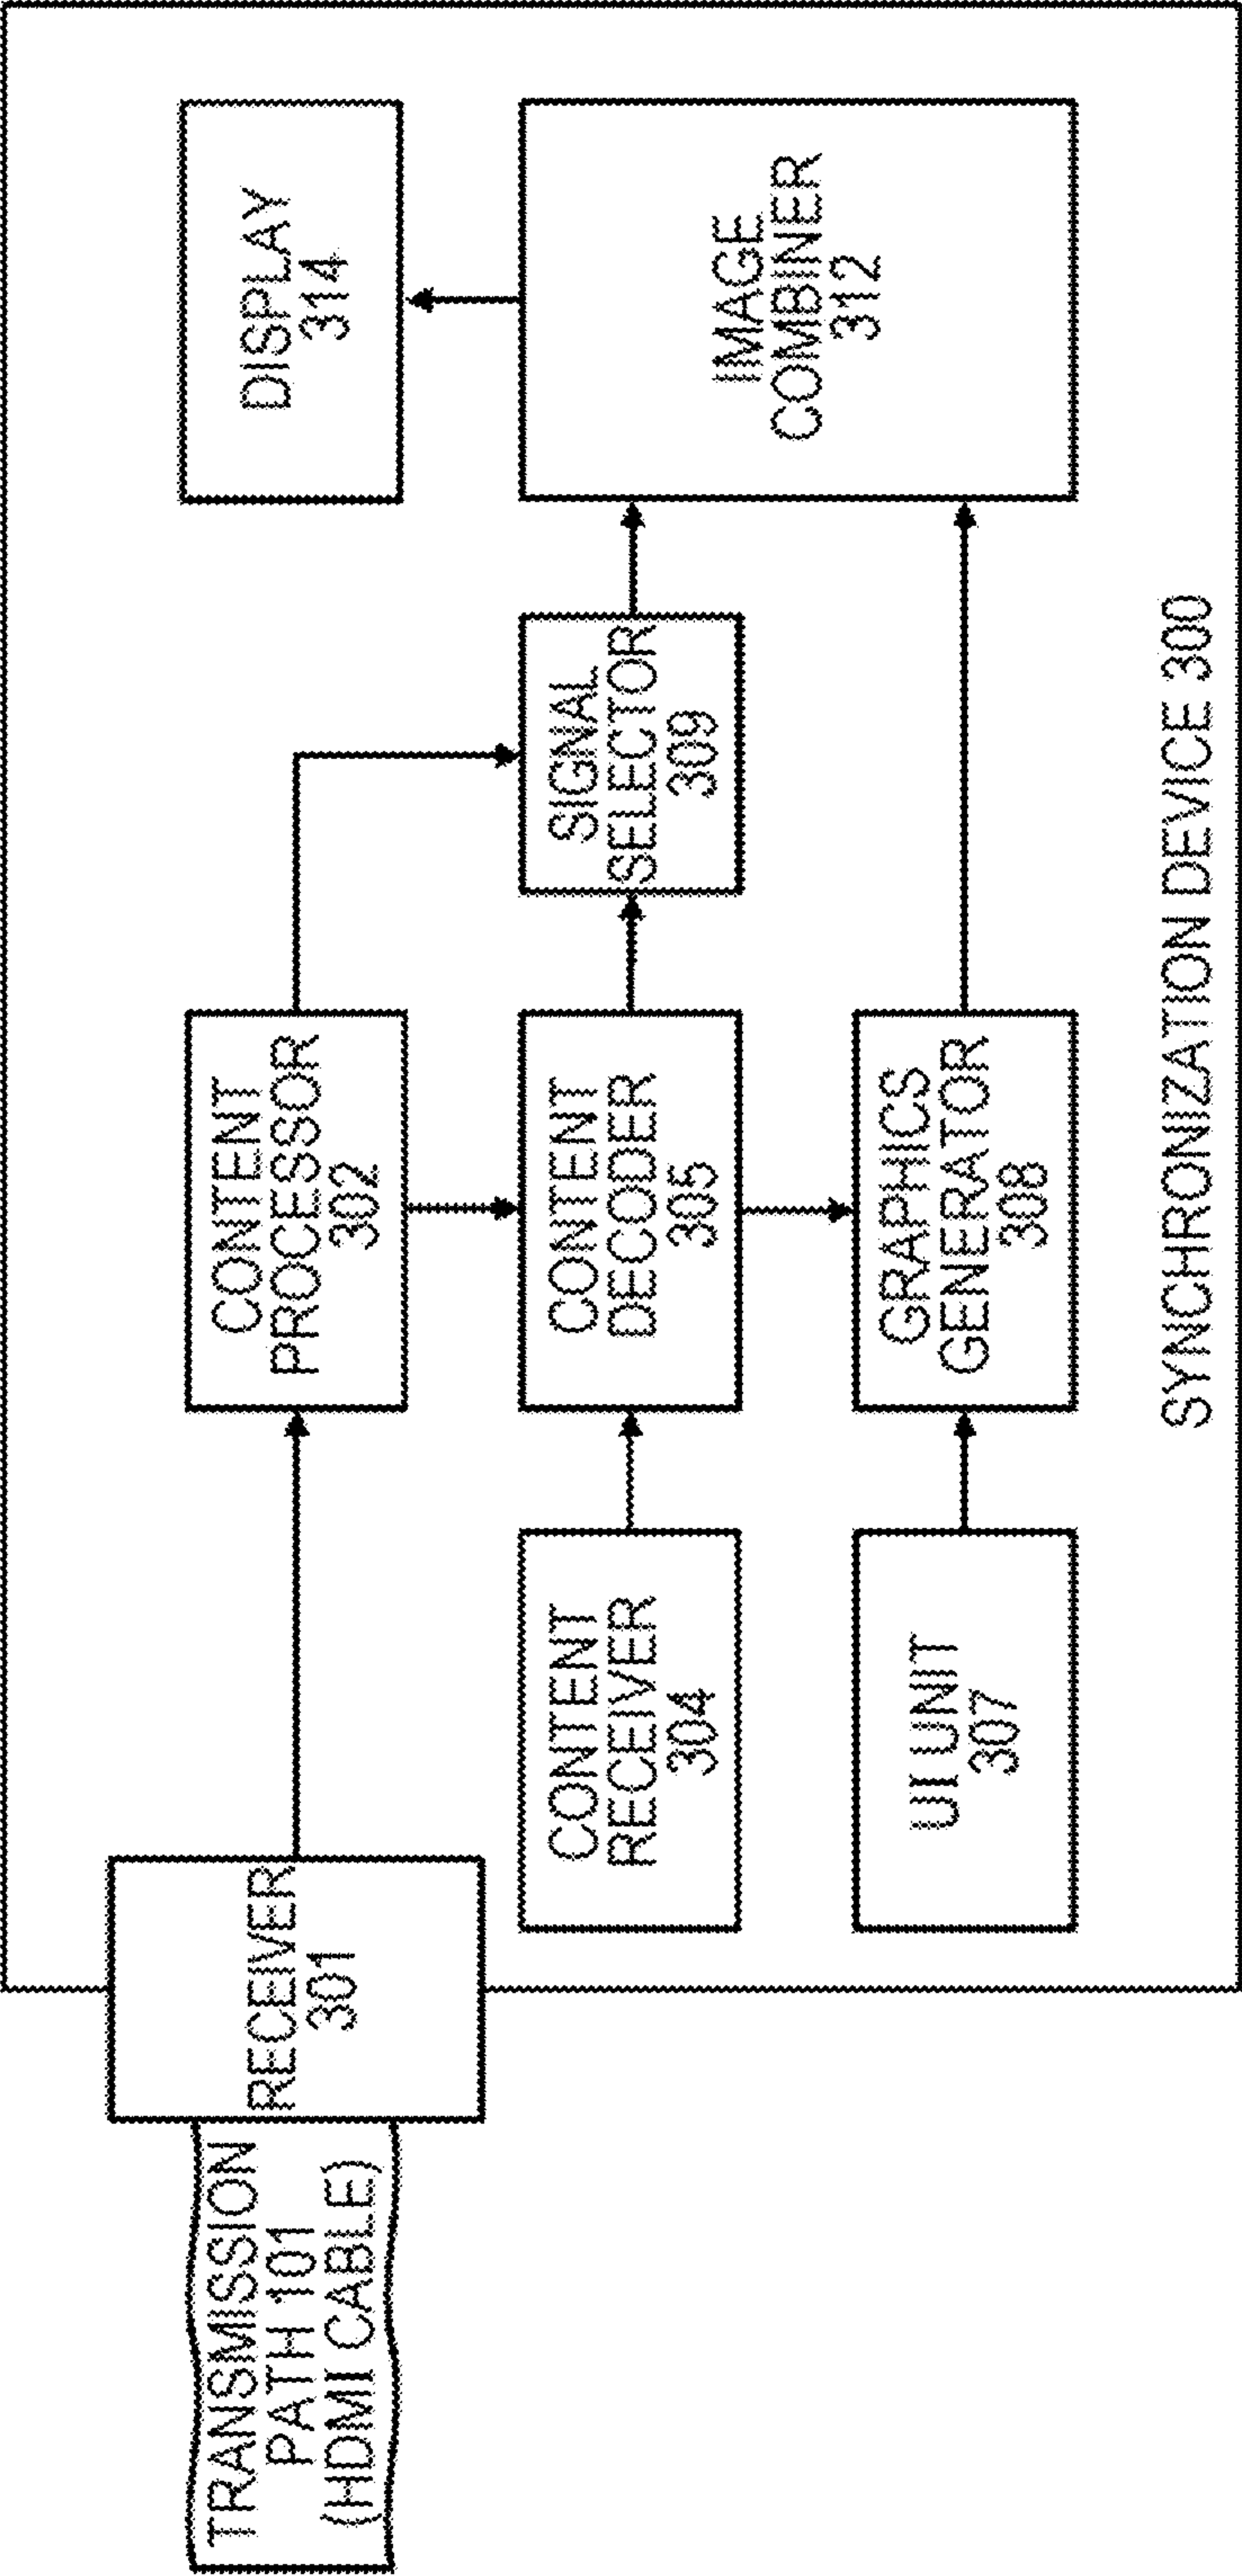 TRANSMISSION
PATH 101
(HDMI CABLE)
RECEIVER
301
CONTENT
PROCESSOR
302
DISPLAY
314
CONTENT
RECEIVER
304
CONTENT
DECODER
305
SIGNAL
SELECTOR
309
IMAGE
COMBINER
312
UI UNIT
307
GRAPHICS
GENERATOR
308
SYNCHRONIZATION DEVICE 300